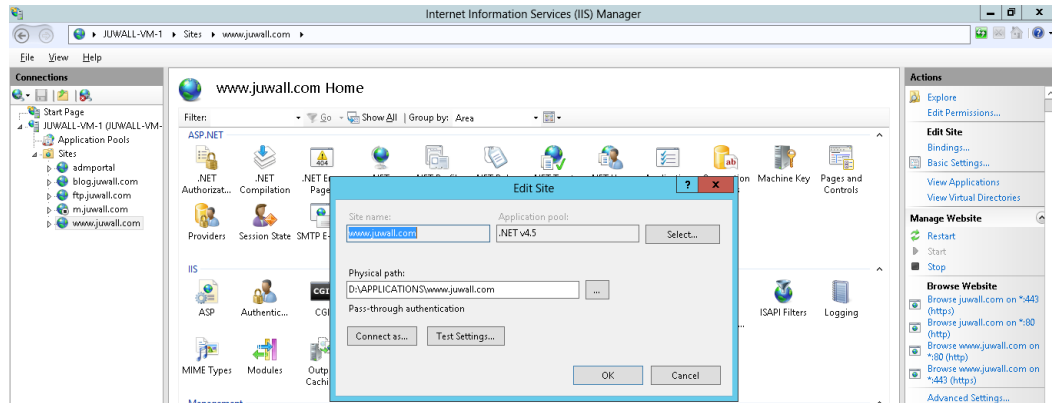 Internet Information Services (IIS) Manager
JUWALL-VM-1 Sites www.juwall.com
File View Help
Connections
Start Page
JUWALL-VM-1 (JUWALL-VM-
Application Pools
Sites
admportal
blog.juwall.com
ftp.juwall.com
m.juwall.com
www.juwall.com
www.juwall.com Home
Filter: Go Show All Group by: Area
ASP.NET
.NET Authorizat...
.NET Compilation
Machine Key
Pages and Controls
Providers
Session State
SMTP E-
IIS
ASP
Authentic...
CGI
ISAPI Filters
Logging
MIME Types
Modules
Outp
Cachi
Edit Site
? x
Site name: Application pool:
www.juwall.com .NET v4.5 Select...
Physical path:
D:\APPLICATIONS\www.juwall.com ...
Pass-through authentication
Connect as... Test Settings...
OK Cancel
Actions
Explore
Edit Permissions...
Edit Site
Bindings...
Basic Settings...
View Applications
View Virtual Directories
Manage Website
Restart
Start
Stop
Browse Website
Browse juwall.com on *:443
(https)
Browse juwall.com on *:80
(http)
Browse www.juwall.com on
*:80 (http)
Browse www.juwall.com on
*:443 (https)
Advanced Settings...